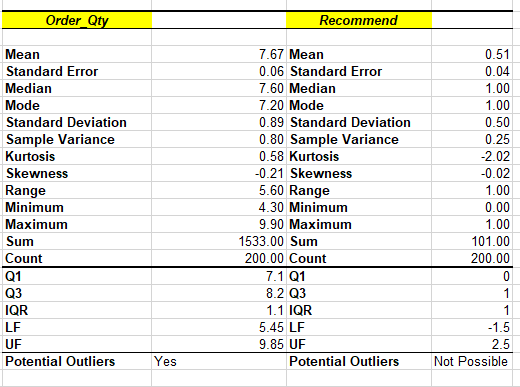 Order_Qty Recommend
Mean 7.67 Mean 0.51
Standard Error 0.06 Standard Error 0.04
Median 7.60 Median 1.00
Mode 7.20 Mode 1.00
Standard Deviation 0.89 Standard Deviation 0.50
Sample Variance 0.80 Sample Variance 0.25
Kurtosis 0.58 Kurtosis -2.02
Skewness -0.21 Skewness -0.02
Range 5.60 Range 1.00
Minimum 4.30 Minimum 0.00
Maximum 9.90 Maximum 1.00
Sum 1533.00 Sum 101.00
Count 200.00 Count 200.00
Q1 7.1 Q1 0
Q3 8.2 Q3 1
IQR 1.1 IQR 1
LF 5.45 LF -1.5
UF 9.85 UF 2.5
Potential Outliers Yes Potential Outliers Not Possible